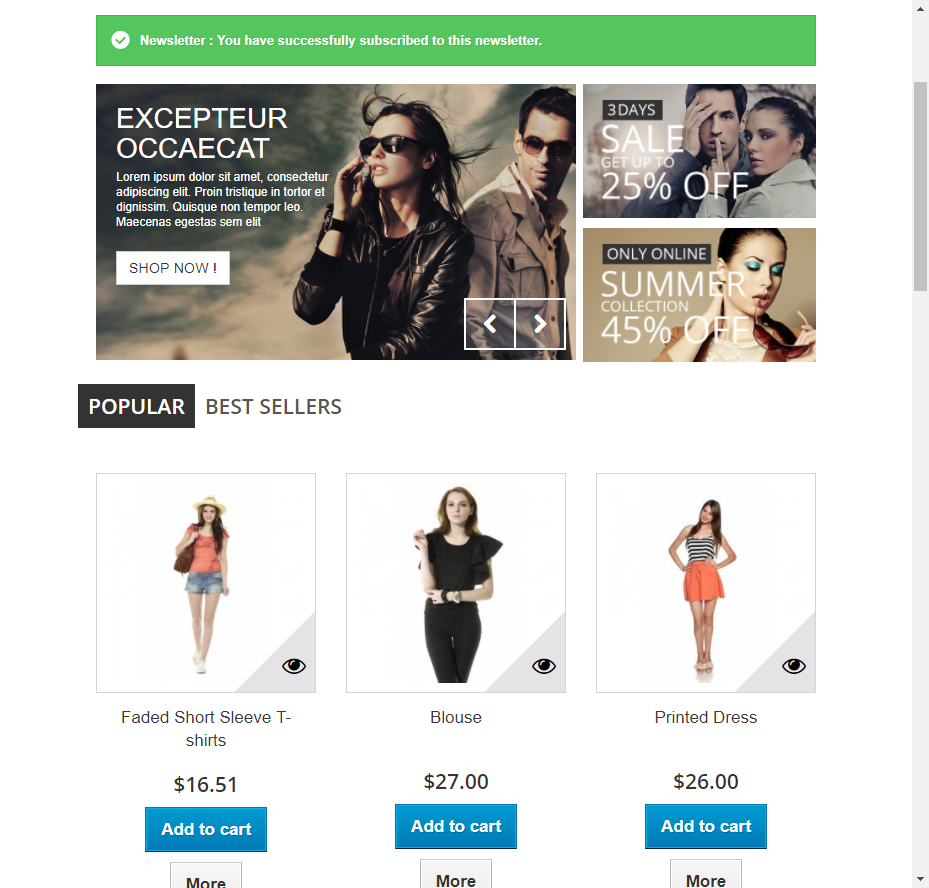 Newsletter : You have successfully subscribed to this newsletter.
EXCEPTEUR
OCCAECAT
Lorem ipsum dolor sit amet, consectetur
adipiscing elit. Proin tristique in tortor et
dignissim. Quisque non tempor leo.
Maecenas egestas sem elit
SHOP NOW !
3DAYS
SALE
GET UP TO
25% OFF
ONLY ONLINE
SUMMER
COLLECTION
45% OFF
POPULAR
BEST SELLERS
Faded Short Sleeve T-
shirts
$16.51
Add to cart
More
Blouse
$27.00
Add to cart
More
Printed Dress
$26.00
Add to cart
More